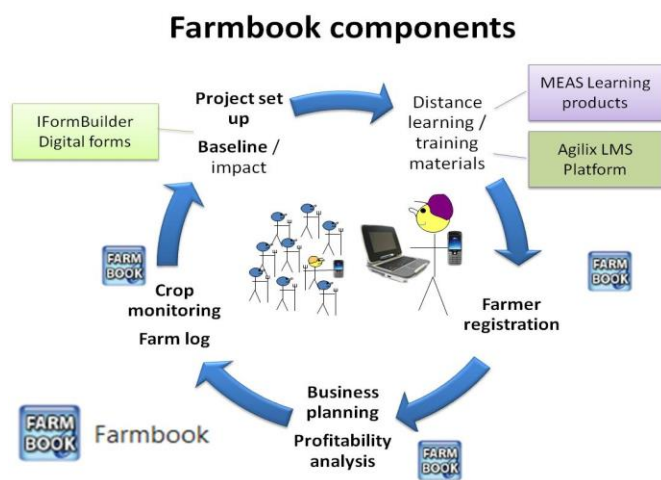 Farmbook components
IFormBuilder
Digital forms
Project set
up
Baseline /
impact
Distance
learning /
training
materials
MEAS Learning
products
Agilix LMS
Platform
FARM
BOOK
Crop
monitoring
Farm log
FARM
BOOK
Farmer
registration
Business
planning
Profitability
analysis
FARM
BOOK
FARM
BOOK
Farmbook